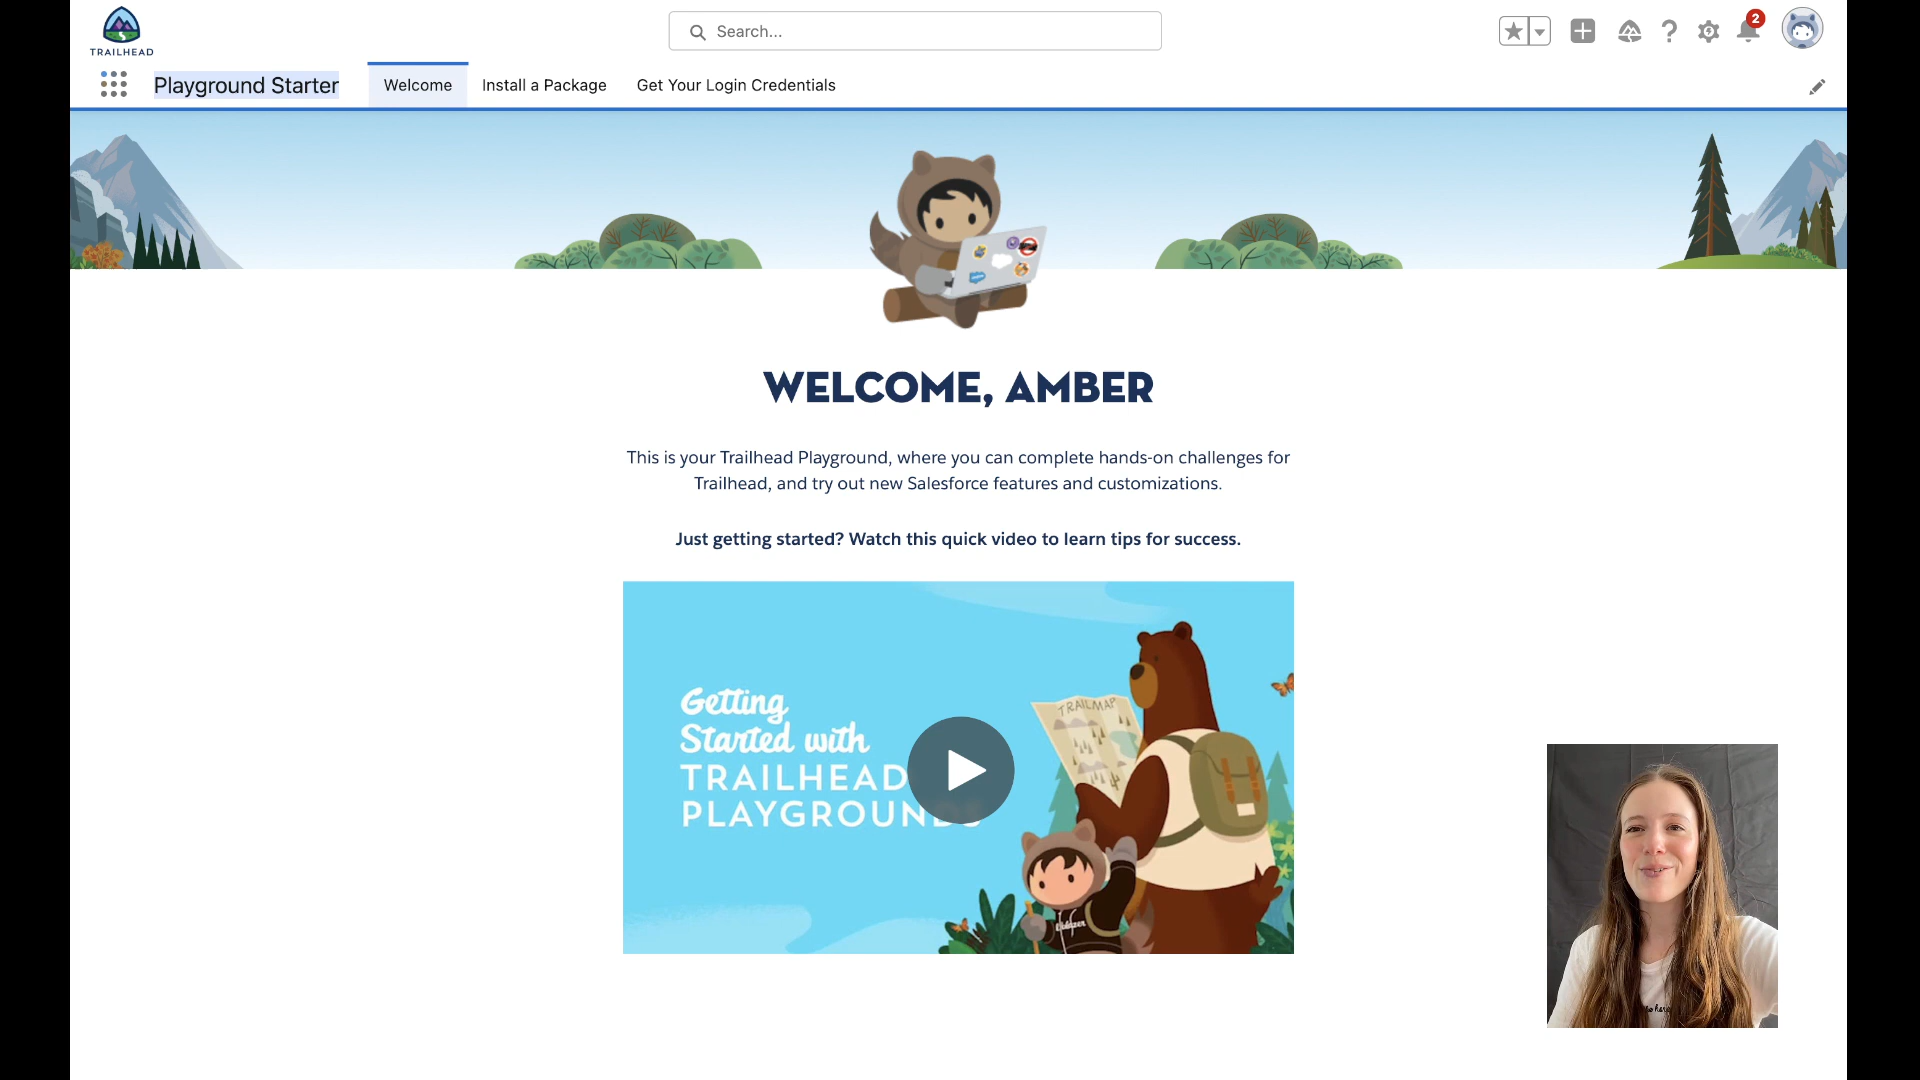 TRAILHEAD
Search...
2
Playground Starter
Welcome
Install a Package
Get Your Login Credentials
WELCOME, AMBER
This is your Trailhead Playground, where you can complete hands-on challenges for
Trailhead, and try out new Salesforce features and customizations.
Just getting started? Watch this quick video to learn tips for success.
Getting
Started with
TRAILHEAD
PLAYGROUNDS
TRAILMAP